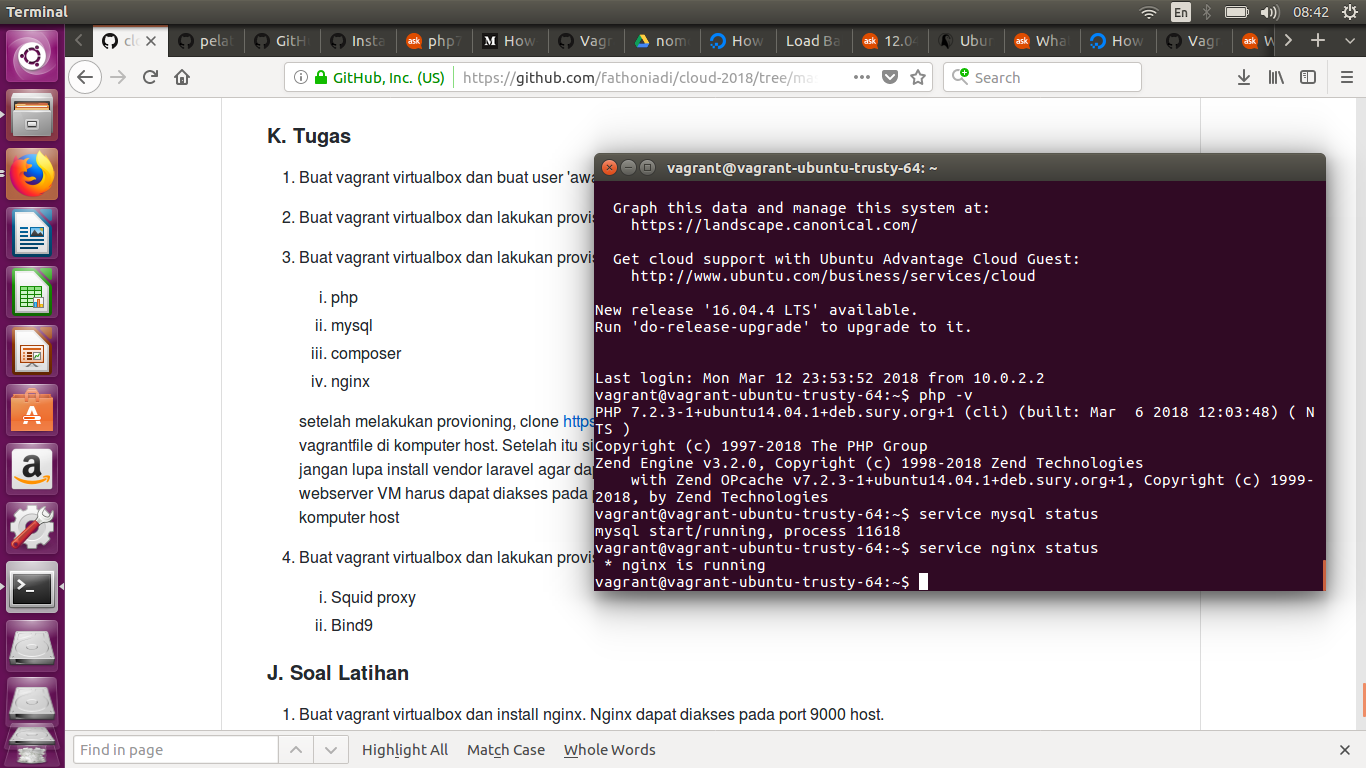 Terminal
En
08:42
clo
pelat
GitH
Insta
php7
How
Vagr
nome
How
Load Ba
12.04
Ubun
What
How
Vagr
W
GitHub, Inc. (US)
https://github.com/fathoniadi/cloud-2018/tree/ma
Search
K. Tugas
1. Buat vagrant virtualbox dan buat user 'awa
2. Buat vagrant virtualbox dan lakukan provis
3. Buat vagrant virtualbox dan lakukan provis
i. php
ii. mysql
iii. composer
iv. nginx
setelah melakukan provioning, clone https
vagrantfile di komputer host. Setelah itu si
jangan lupa install vendor laravel agar da
webserver VM harus dapat diakses pada
komputer host
4. Buat vagrant virtualbox dan lakukan provis
i. Squid proxy
ii. Bind9
J. Soal Latihan
1. Buat vagrant virtualbox dan install nginx. Nginx dapat diakses pada port 9000 host.
vagrant@vagrant-ubuntu-trusty-64: ~
Graph this data and manage this system at:
https://landscape.canonical.com/
Get cloud support with Ubuntu Advantage Cloud Guest:
http://www.ubuntu.com/business/services/cloud
New release '16.04.4 LTS' available.
Run 'do-release-upgrade' to upgrade to it.
Last login: Mon Mar 12 23:53:52 2018 from 10.0.2.2
vagrant@vagrant-ubuntu-trusty-64:~$ php -v
PHP 7.2.3-1+ubuntu14.04.1+deb.sury.org+1 (cli) (built: Mar  6 2018 12:03:48) ( N
TS )
Copyright (c) 1997-2018 The PHP Group
Zend Engine v3.2.0, Copyright (c) 1998-2018 Zend Technologies
with Zend OPcache v7.2.3-1+ubuntu14.04.1+deb.sury.org+1, Copyright (c) 1999-
2018, by Zend Technologies
vagrant@vagrant-ubuntu-trusty-64:~$ service mysql status
mysql start/running, process 11618
vagrant@vagrant-ubuntu-trusty-64:~$ service nginx status
* nginx is running
vagrant@vagrant-ubuntu-trusty-64:~$
Find in page
Highlight All
Match Case
Whole Words